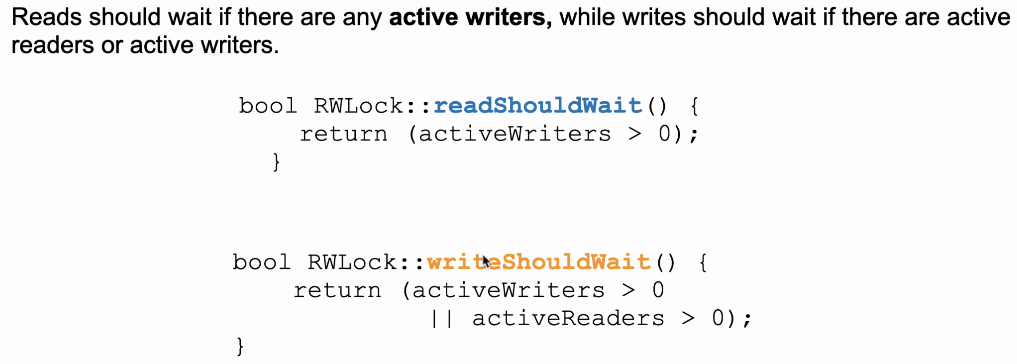 Reads should wait if there are any active writers, while writes should wait if there are active
readers or active writers.
bool RWLock::readShouldWait() {
return (activeWriters > 0);
}
bool RWLock::writeShouldWait() {
return (activeWriters > 0
|| activeReaders > 0);
}